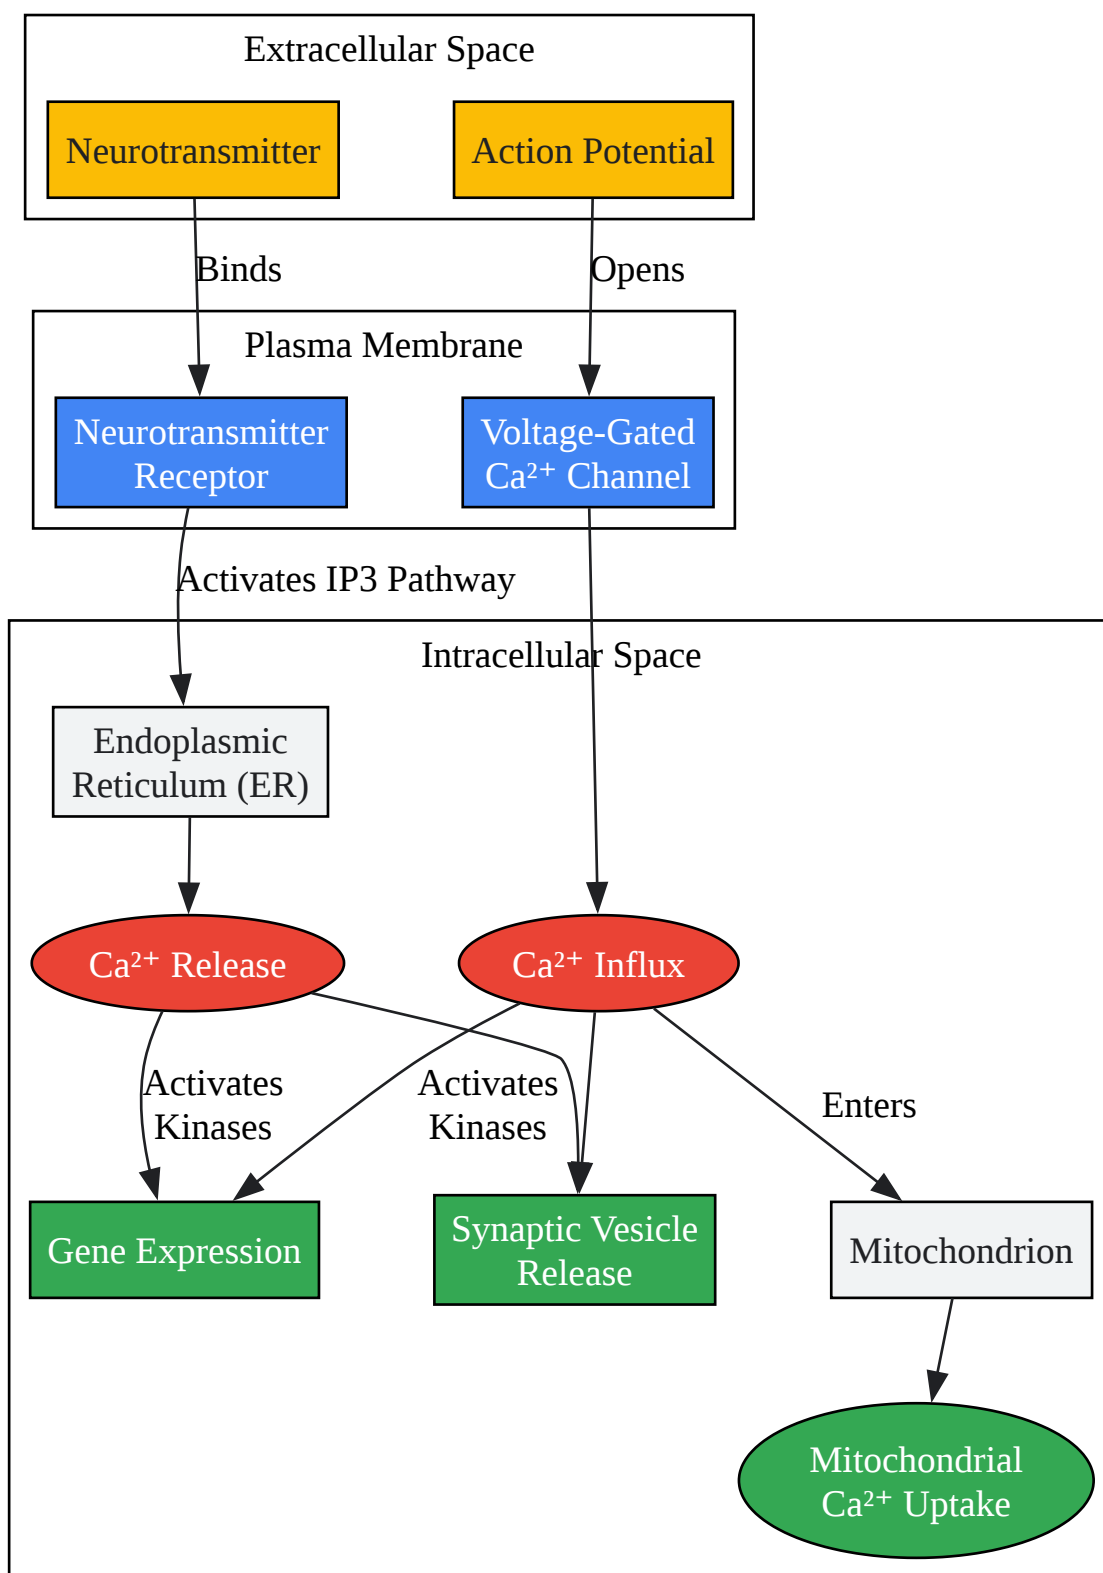 Extracellular Space
Neurotransmitter
Action Potential
Binds
Opens
Plasma Membrane
Neurotransmitter
Receptor
Voltage-Gated
Ca²⁺ Channel
Activates IP3 Pathway
Intracellular Space
Endoplasmic
Reticulum (ER)
Ca²⁺ Release
Ca²⁺ Influx
Activates
Kinases
Activates
Kinases
Enters
Gene Expression
Synaptic Vesicle
Release
Mitochondrion
Mitochondrial
Ca²⁺ Uptake